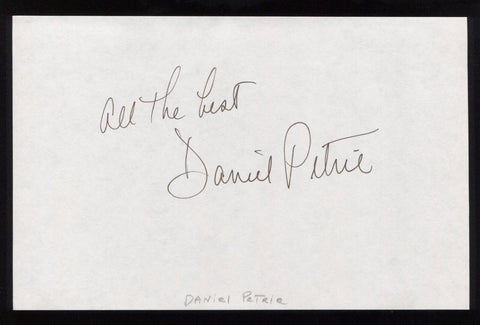 All the best
Daniel Petrie
Daniel Petrie